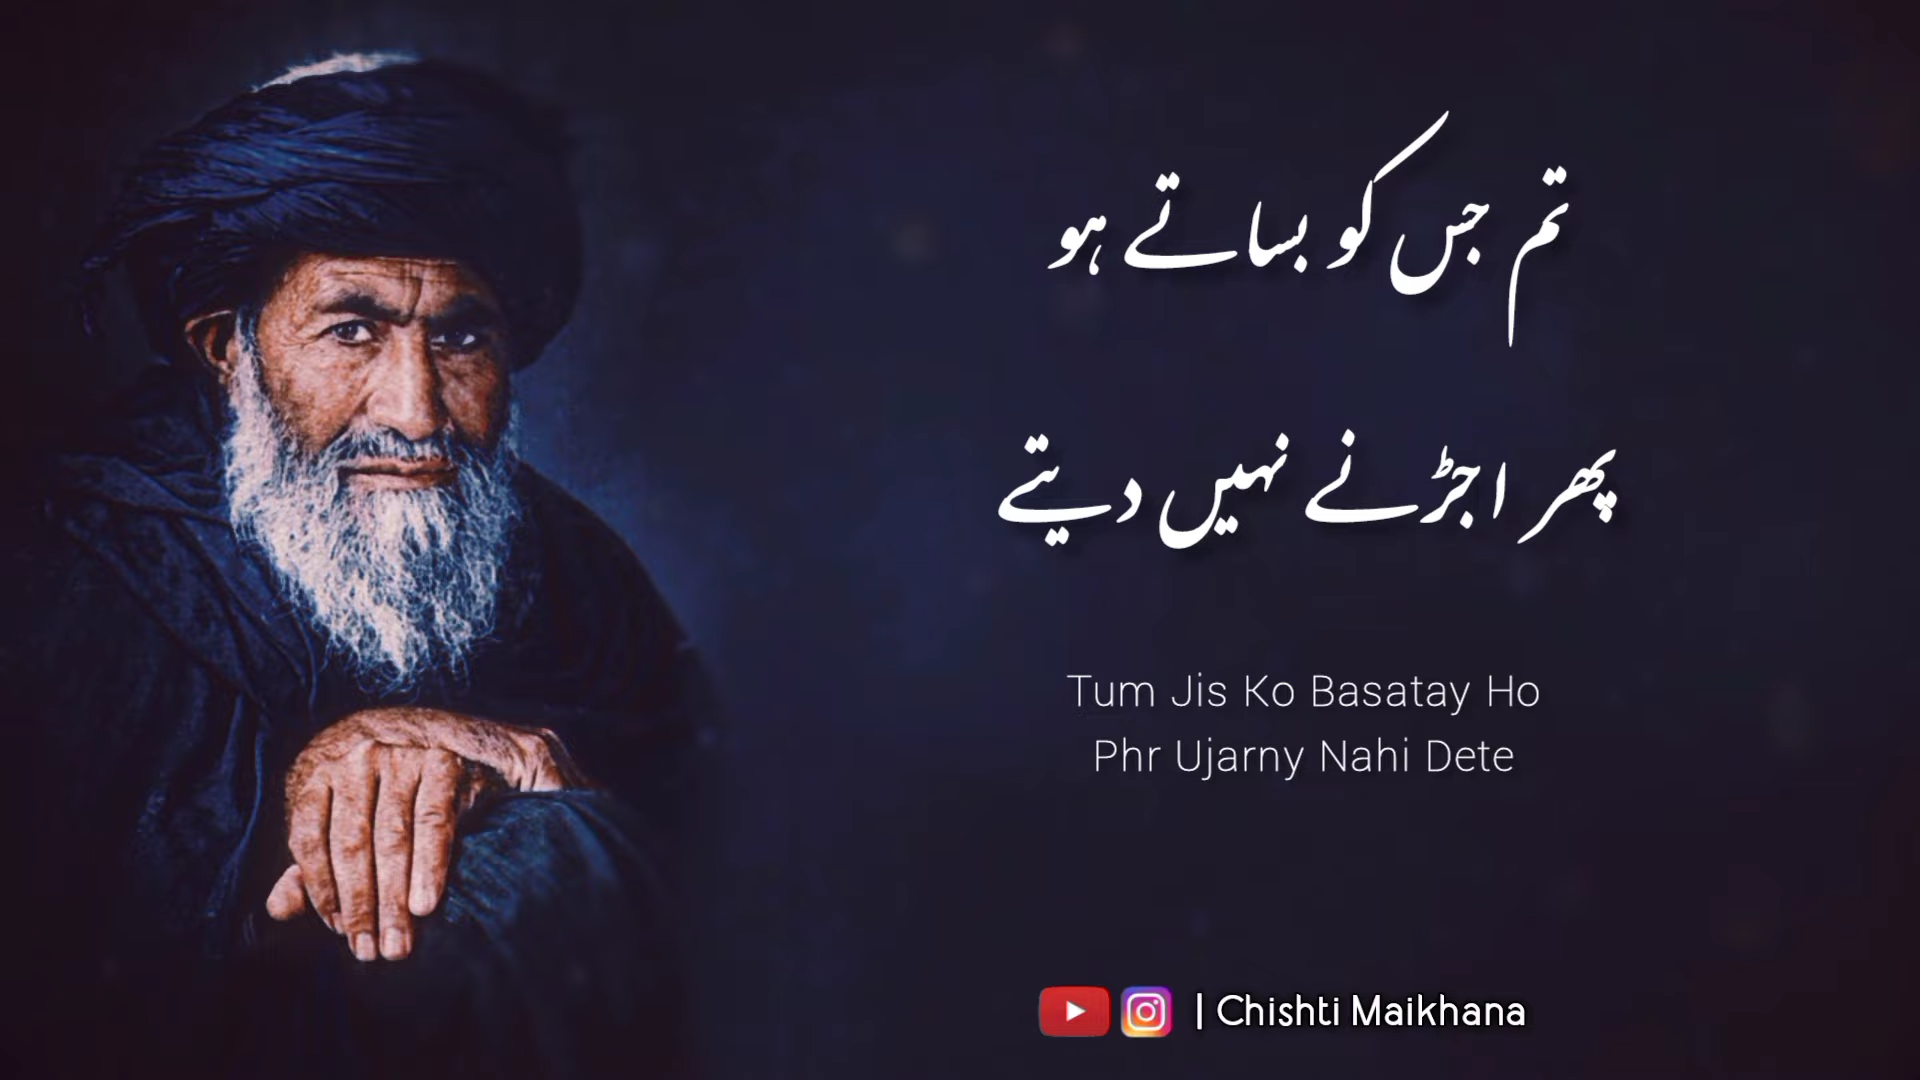 تم جس کو بساتے ہو
پھر اجڑنے نہیں دیتے
Tum Jis Ko Basatay Ho
Phr Ujarny Nahi Dete
| Chishti Maikhana